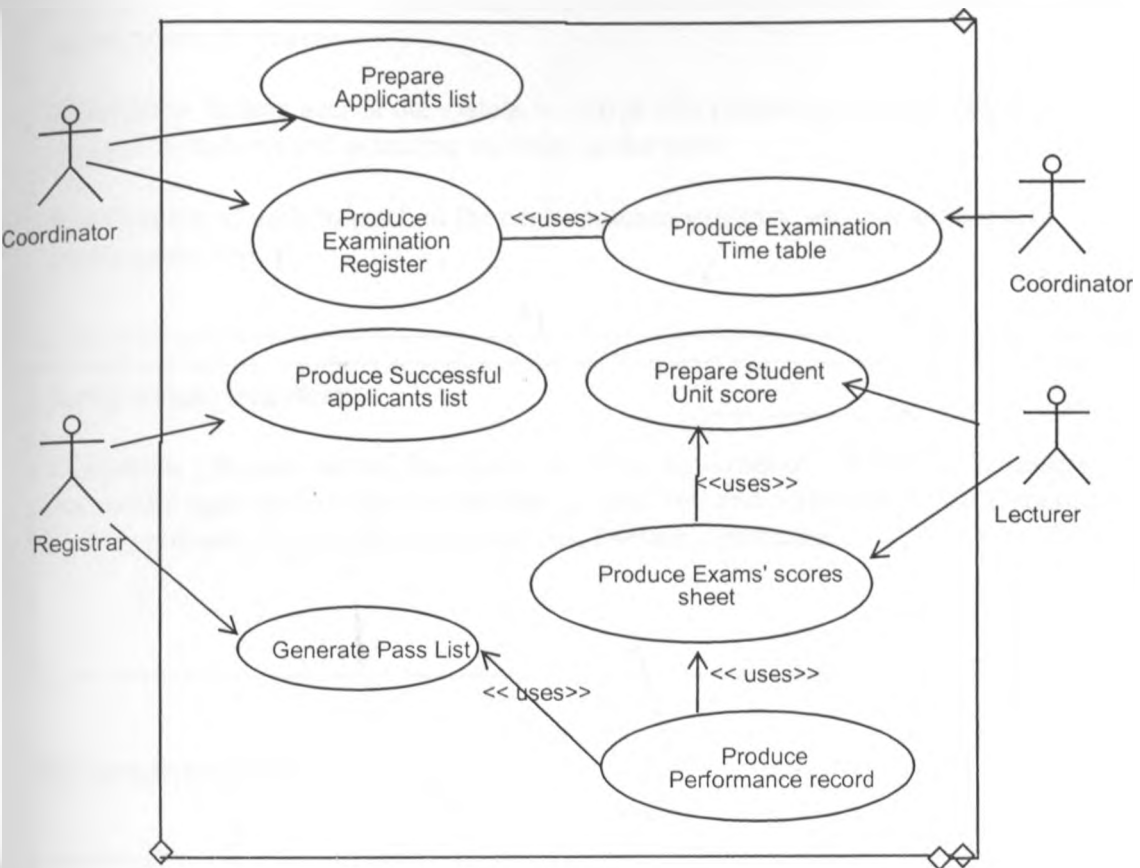 Prepare
Applicants list
Coordinator
Produce
Examination
Register
<<uses>>
Produce Examination
Time table
Coordinator
Produce Successful
applicants list
Prepare Student
Unit score
Registrar
<<uses>>
Lecturer
Produce Exams' scores
sheet
Generate Pass List
<< uses>>
<< uses>>
Produce
Performance record